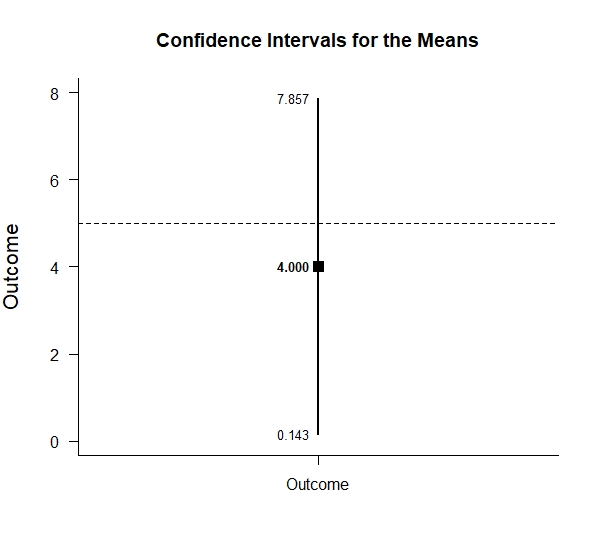 Confidence Intervals for the Means
Outcome
8
6
4
2
0
7.857
4.000
0.143
Outcome